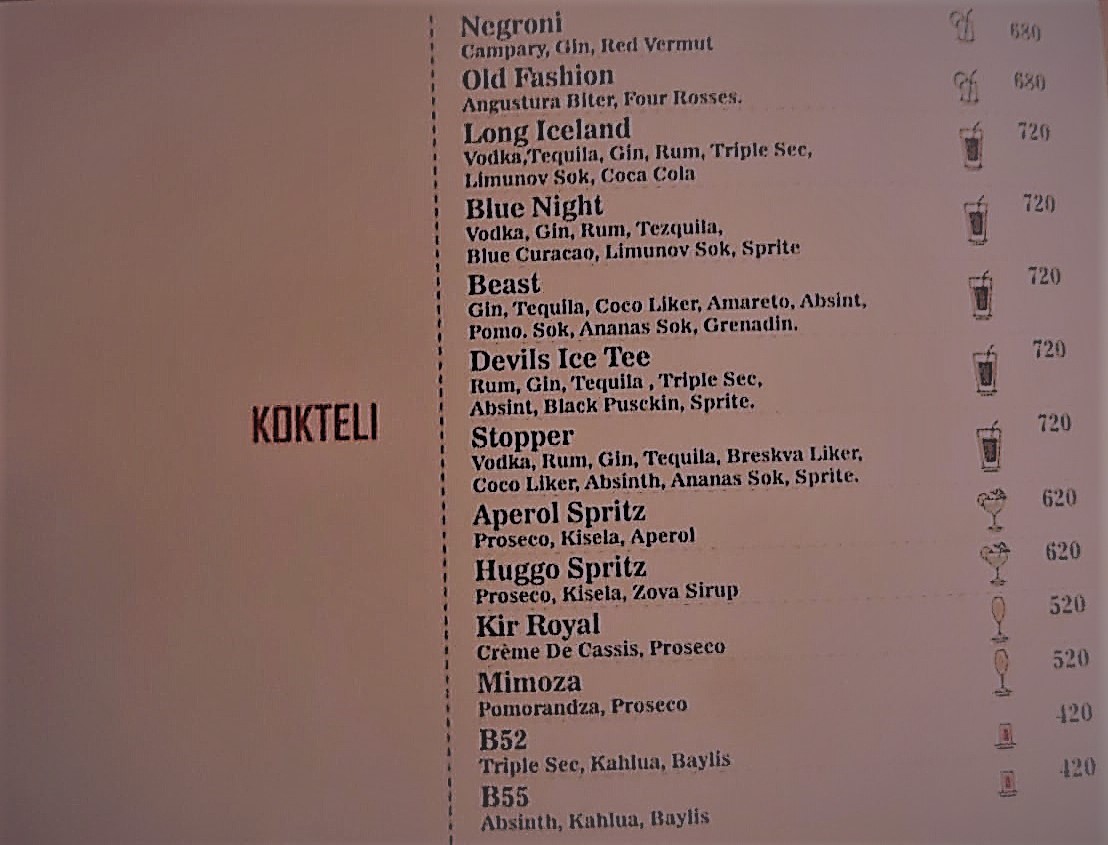 KOKTELI
Negroni 680
Campary, Gin, Red Vermut
Old Fashion 680
Angustura Biter, Four Rosses.
Long Iceland 720
Vodka,Tequila, Gin, Rum, Triple Sec,
Limunov Sok, Coca Cola
Blue Night 720
Vodka, Gin, Rum, Tezquila,
Blue Curacao, Limunov Sok, Sprite
Beast 720
Gin, Tequila, Coco Liker, Amareto, Absint,
Pomo. Sok, Ananas Sok, Grenadin.
Devils Ice Tee 720
Rum, Gin, Tequila , Triple Sec,
Absint, Black Pusckin, Sprite.
Stopper 720
Vodka, Rum, Gin, Tequila, Breskva Liker,
Coco Liker, Absinth, Ananas Sok, Sprite.
Aperol Spritz 620
Proseco, Kisela, Aperol
Huggo Spritz 620
Proseco, Kisela, Zova Sirup
Kir Royal 520
Crème De Cassis, Proseco
Mimoza 520
Pomorandza, Proseco
B52 420
Triple Sec, Kahlua, Baylis
B55 420
Absinth, Kahlua, Baylis